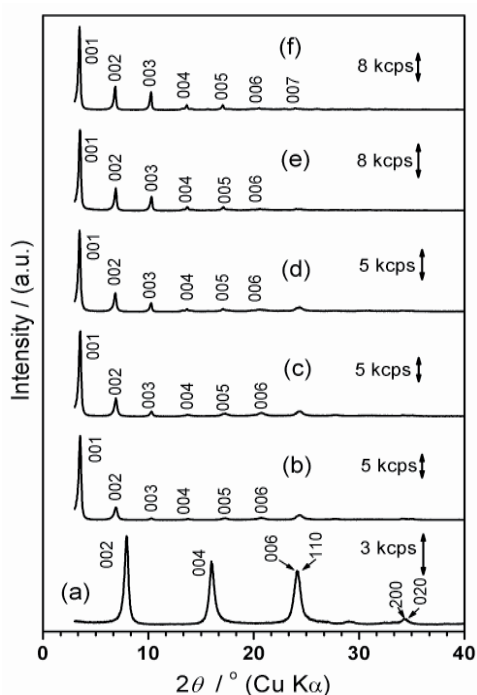 (f)
8 kcps
001
002
003
004
005
006
007
(e)
8 kcps
001
002
003
004
005
006
(d)
5 kcps
001
002
003
004
005
006
(c)
5 kcps
001
002
003
004
005
006
(b)
5 kcps
001
002
003
004
005
006
(a)
3 kcps
002
004
006
110
200
020
Intensity / (a.u.)
0 10 20 30 40
2θ / ° (Cu Kα)